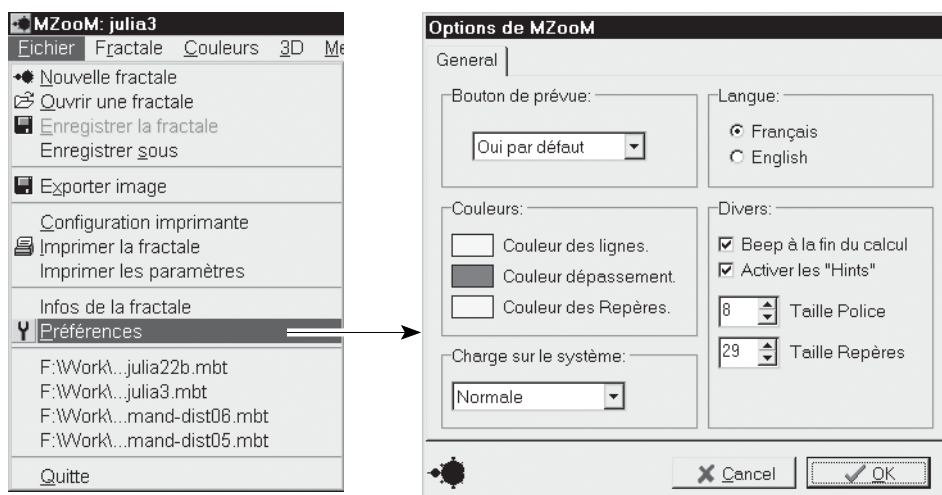 MZooM: julia3
Fichier Fractale Couleurs 3D Me
Nouvelle fractale
Ouvrir une fractale
Enregistrer la fractale
Enregistrer sous
Exporter image
Configuration imprimante
Imprimer la fractale
Imprimer les paramètres
Infos de la fractale
Préférences
F:\Work\...julia22b.mbt
F:\Work\...julia3.mbt
F:\Work\...mand-dist06.mbt
F:\Work\...mand-dist05.mbt
Quitte
Options de MZooM
General
Bouton de prévue:
Oui par défaut
Langue:
Français
English
Couleurs:
Couleur des lignes.
Couleur dépassement.
Couleur des Repères.
Divers:
Beep à la fin du calcul
Activer les "Hints"
8 Taille Police
29 Taille Repères
Charge sur le système:
Normale
Cancel OK